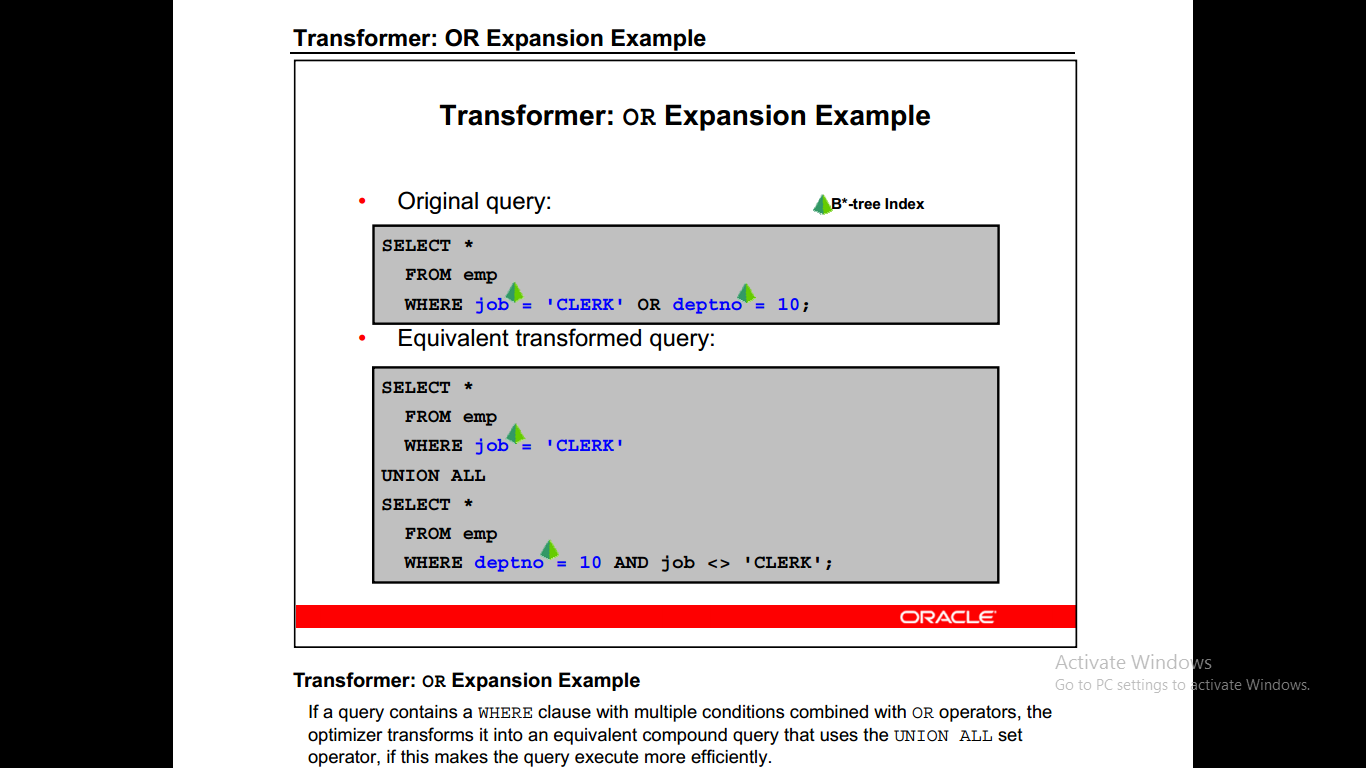 Transformer: OR Expansion Example
Transformer: OR Expansion Example
• Original query:
B*-tree Index
SELECT *
FROM emp
WHERE job = 'CLERK' OR deptno = 10;
• Equivalent transformed query:
SELECT *
FROM emp
WHERE job = 'CLERK'
UNION ALL
SELECT *
FROM emp
WHERE deptno = 10 AND job <> 'CLERK';
ORACLE
Activate Windows
Go to PC settings to activate Windows.
Transformer: OR Expansion Example
If a query contains a WHERE clause with multiple conditions combined with OR operators, the
optimizer transforms it into an equivalent compound query that uses the UNION ALL set
operator, if this makes the query execute more efficiently.